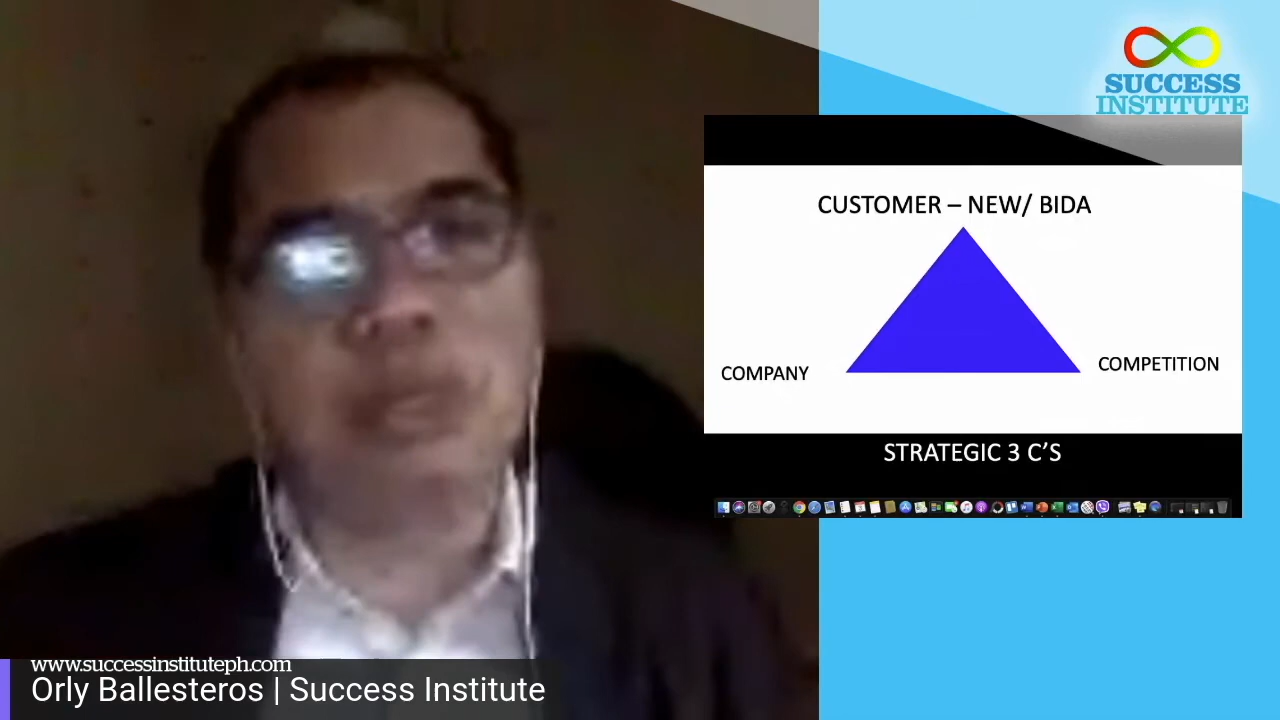 SUCCESS
INSTITUTE
CUSTOMER – NEW/ BIDA
COMPANY
COMPETITION
STRATEGIC 3 C’S
www.successinstituteph.com
Orly Ballesteros | Success Institute